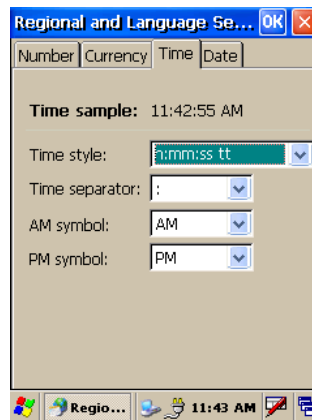 Regional and Language Se... OK
Number Currency Time Date
Time sample: 11:42:55 AM
Time style: h:mm:ss tt
Time separator: :
AM symbol: AM
PM symbol: PM
Regio... 11:43 AM